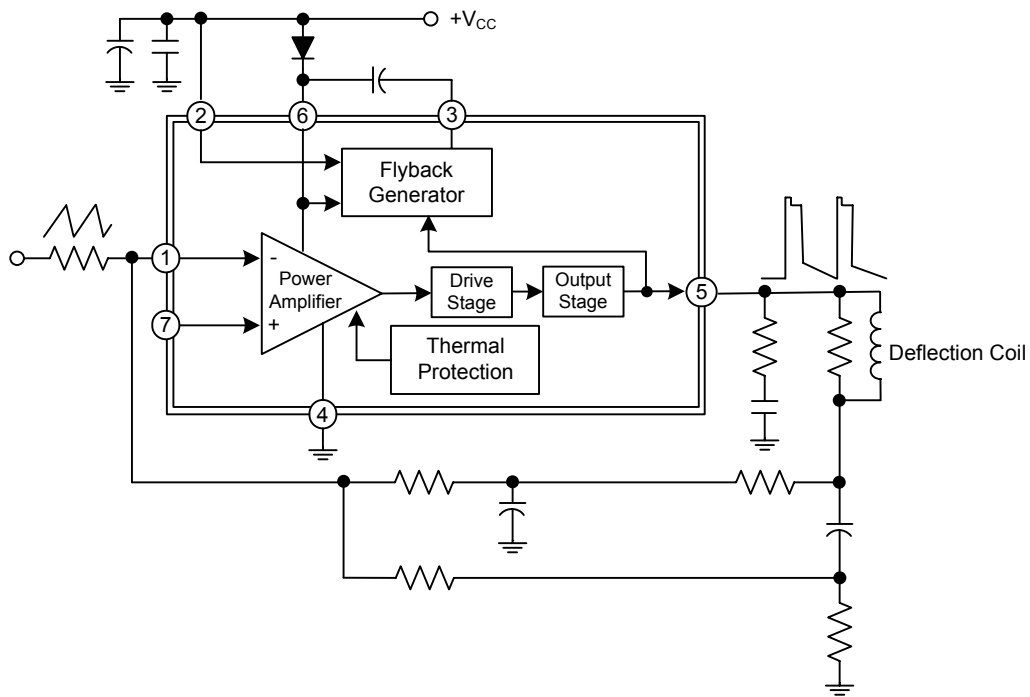 +VCC
2
6
3
Flyback
Generator
1
-
Power
Amplifier
Drive
Stage
Output
Stage
5
7
+
Thermal
Protection
Deflection Coil
4